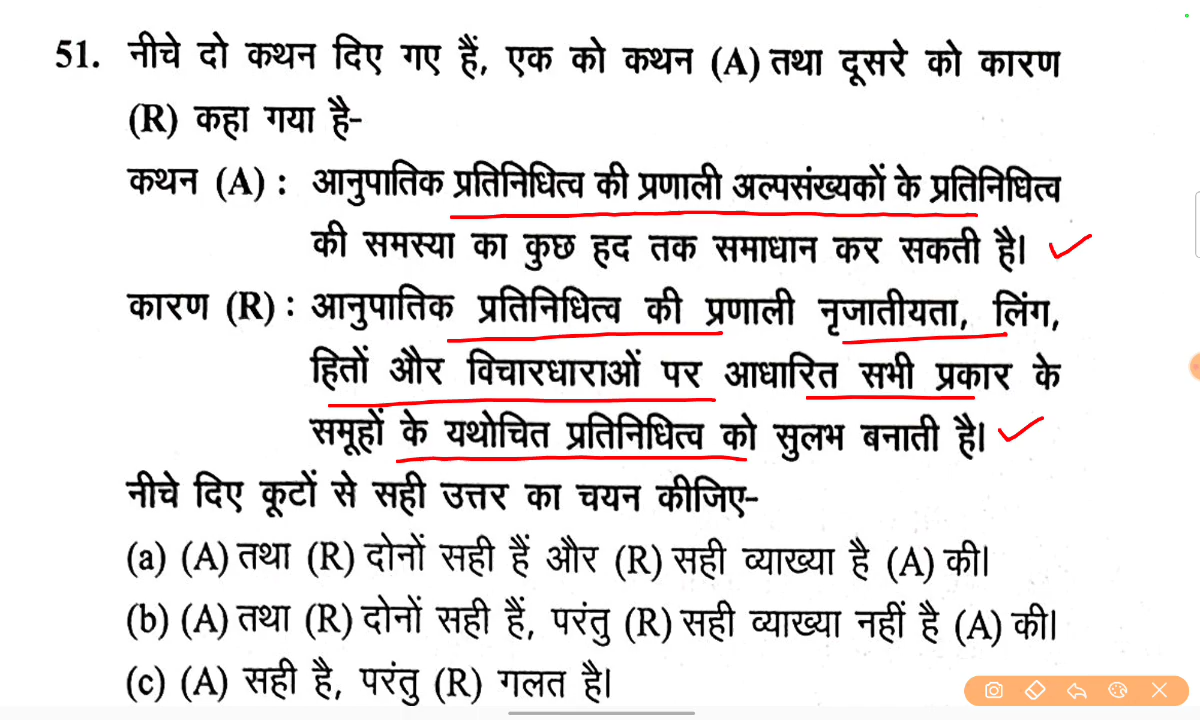 51. नीचे दो कथन दिए गए हैं, एक को कथन (A) तथा दूसरे को कारण
(R) कहा गया है-
कथन (A) : आनुपातिक प्रतिनिधित्व की प्रणाली अल्पसंख्यकों के प्रतिनिधित्व
की समस्या का कुछ हद तक समाधान कर सकती है।
कारण (R) : आनुपातिक प्रतिनिधित्व की प्रणाली नृजातीयता, लिंग,
हितों और विचारधाराओं पर आधारित सभी प्रकार के
समूहों के यथोचित प्रतिनिधित्व को सुलभ बनाती है।
नीचे दिए कूटों से सही उत्तर का चयन कीजिए-
(a) (A) तथा (R) दोनों सही हैं और (R) सही व्याख्या है (A) की।
(b) (A) तथा (R) दोनों सही हैं, परंतु (R) सही व्याख्या नहीं है (A) की।
(c) (A) सही है, परंतु (R) गलत है।